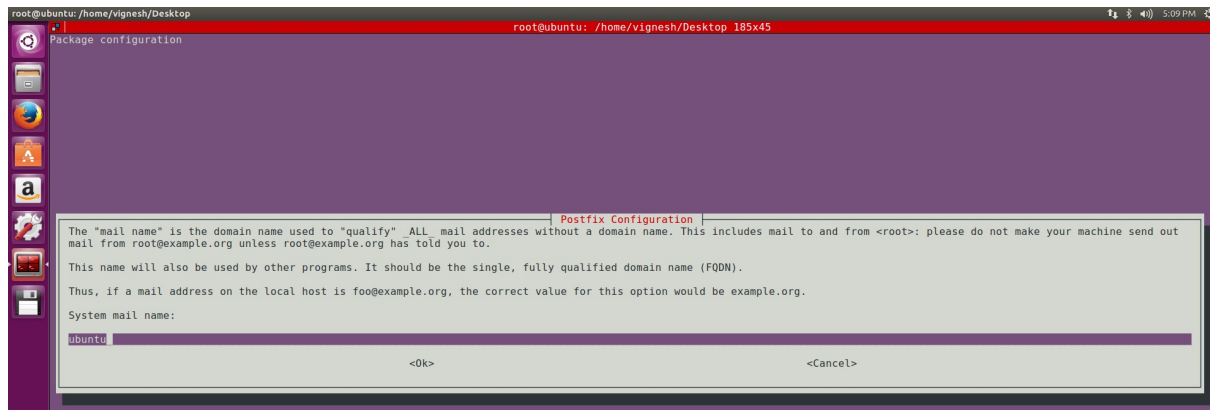 root@ubuntu: /home/vignesh/Desktop
5:09 PM
root@ubuntu: /home/vignesh/Desktop 185x45
Package configuration
a
Postfix Configuration
The "mail name" is the domain name used to "qualify" _ALL_ mail addresses without a domain name. This includes mail to and from <root>: please do not make your machine send out
mail from root@example.org unless root@example.org has told you to.
This name will also be used by other programs. It should be the single, fully qualified domain name (FQDN).
Thus, if a mail address on the local host is foo@example.org, the correct value for this option would be example.org.
System mail name:
ubuntu
<Ok> <Cancel>